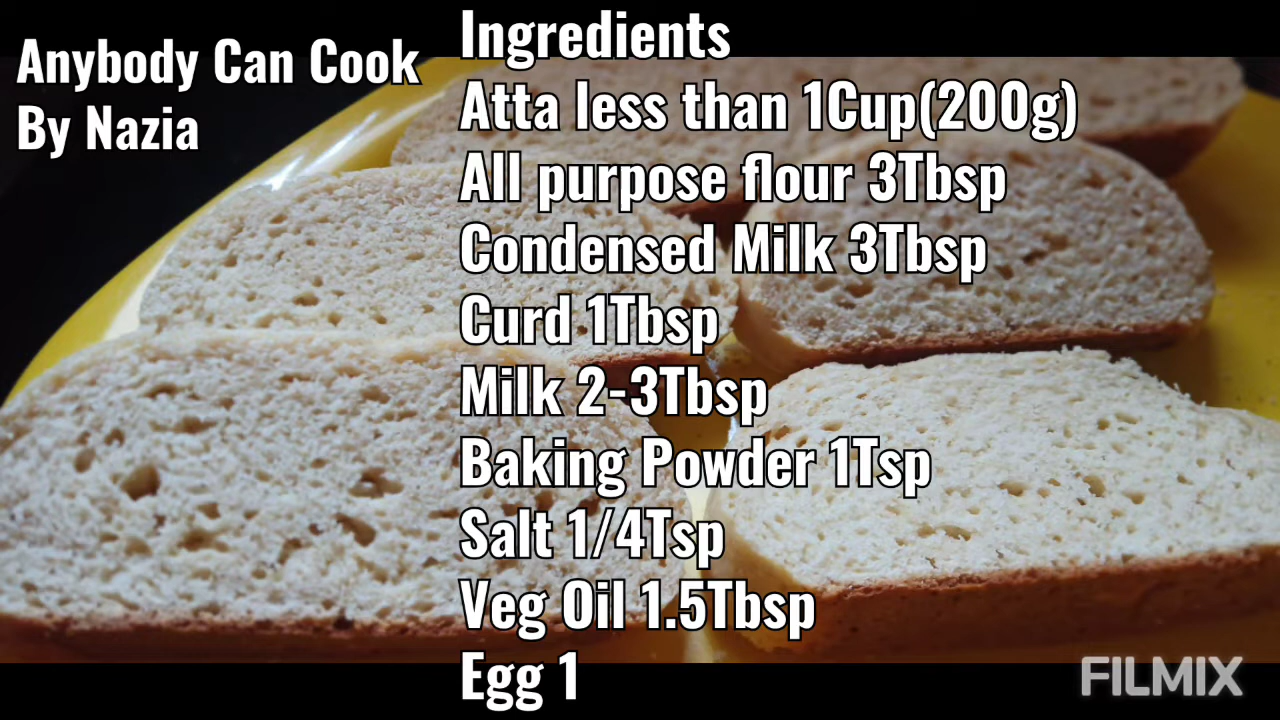 Anybody Can Cook
By Nazia
Ingredients
Atta less than 1Cup(200g)
All purpose flour 3Tbsp
Condensed Milk 3Tbsp
Curd 1Tbsp
Milk 2-3Tbsp
Baking Powder 1Tsp
Salt 1/4Tsp
Veg Oil 1.5Tbsp
Egg 1
FILMIX